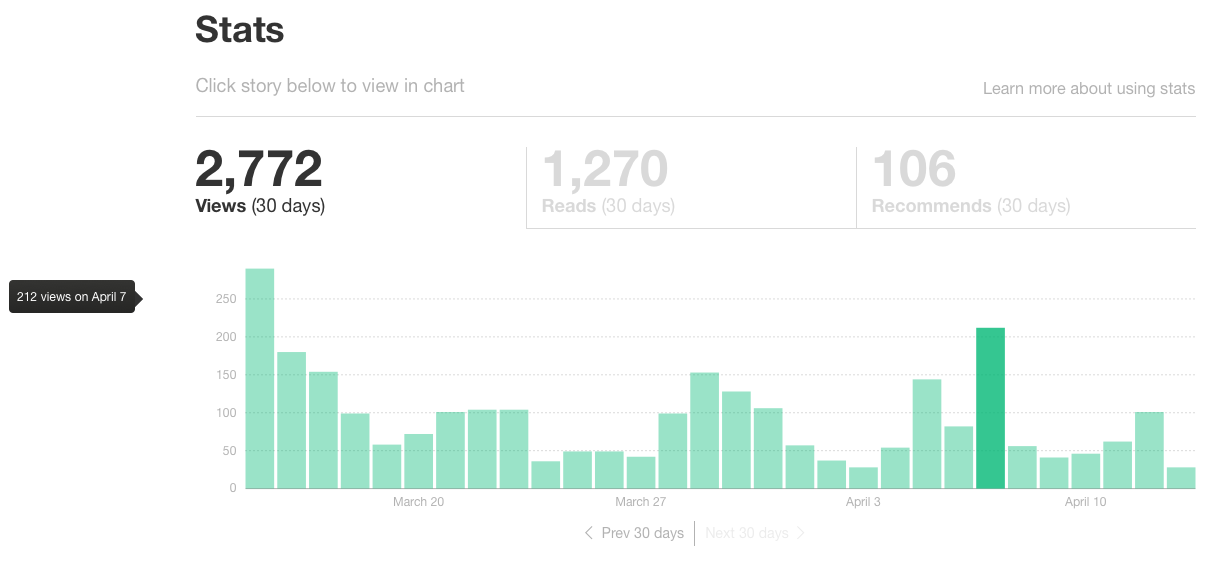 Stats
Click story below to view in chart
Learn more about using stats
2,772
Views (30 days)
1,270
Reads (30 days)
106
Recommends (30 days)
212 views on April 7
250
200
150
100
50
0
March 20
March 27
April 3
April 10
Prev 30 days
Next 30 days